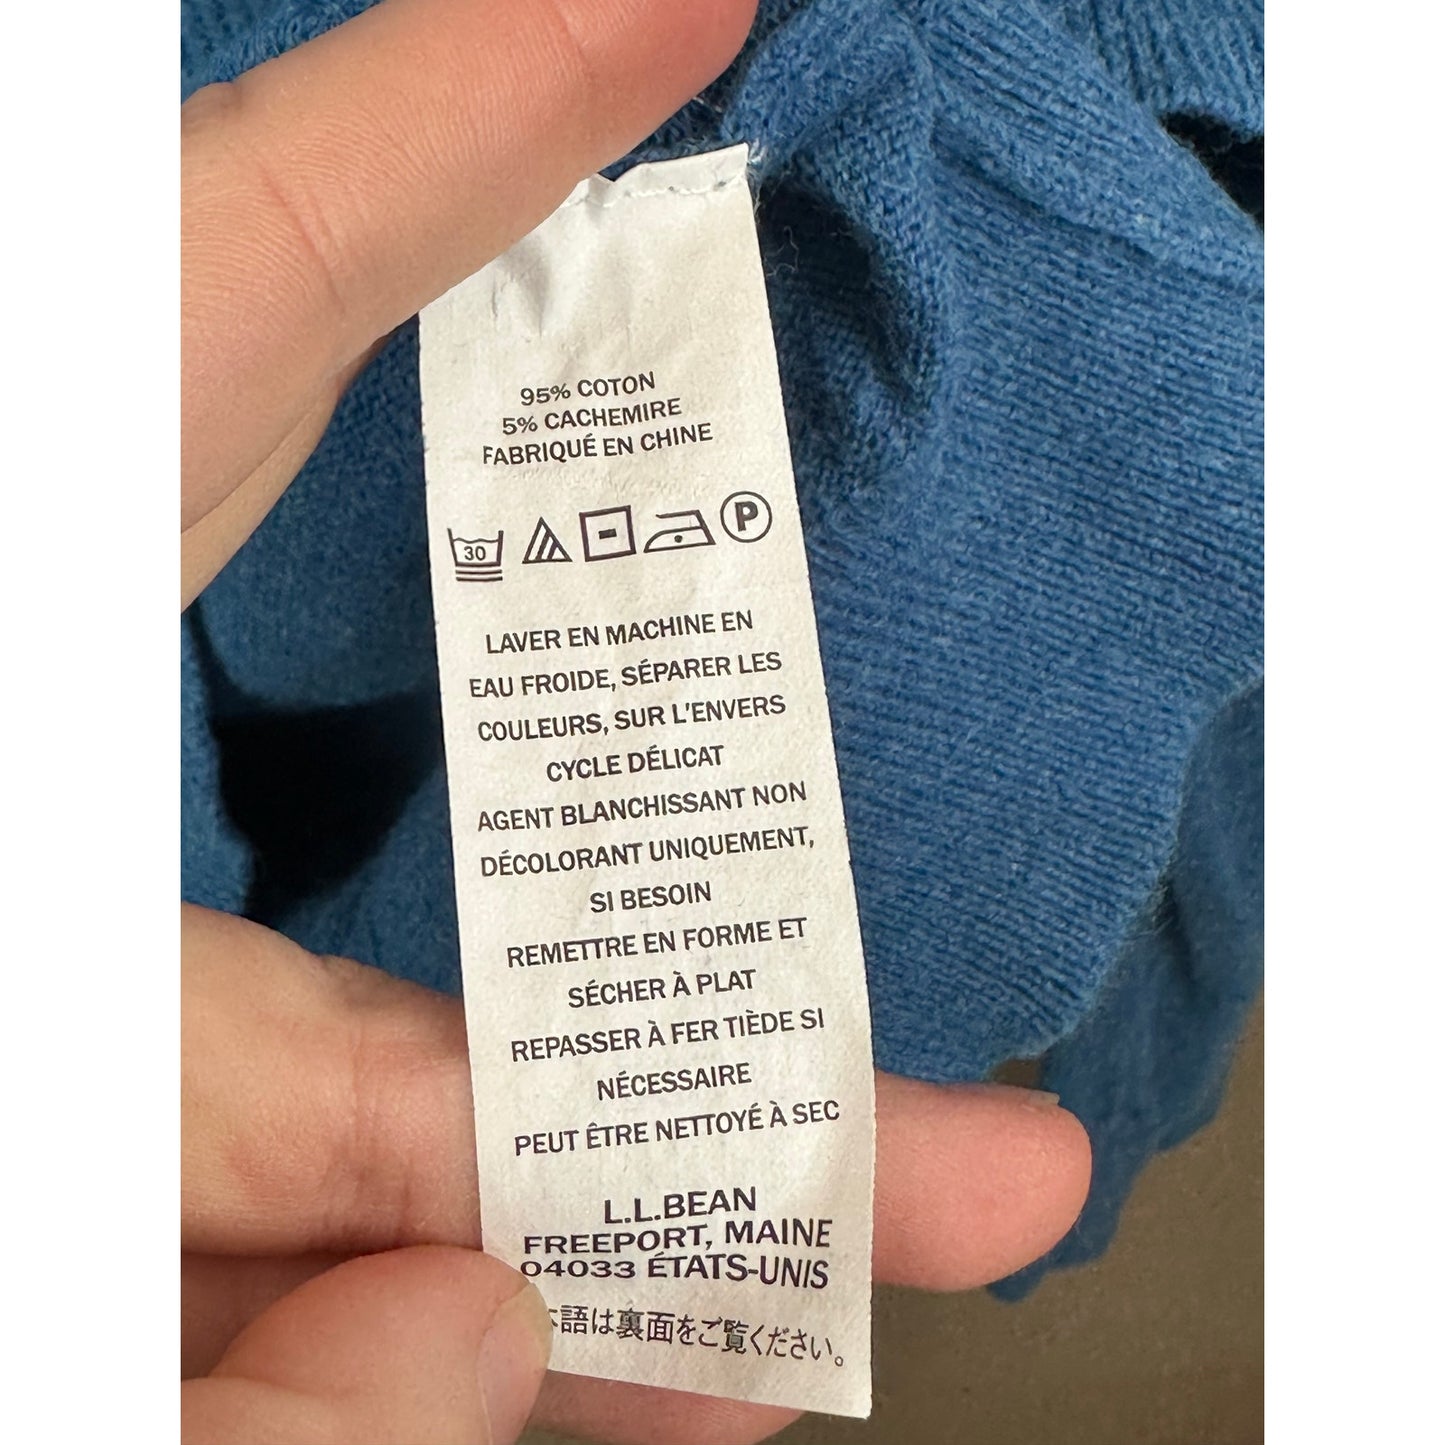 95% COTON
5% CACHEMIRE
FABRIQUÉ EN CHINE
30 P
LAVER EN MACHINE EN
EAU FROIDE, SÉPARER LES
COULEURS, SUR L'ENVERS
CYCLE DÉLICAT
AGENT BLANCHISSANT NON
DÉCOLORANT UNIQUEMENT,
SI BESOIN
REMETTRE EN FORME ET
SÉCHER À PLAT
REPASSER À FER TIÈDE SI
NÉCESSAIRE
PEUT ÊTRE NETTOYÉ À SEC
L.L.BEAN
FREEPORT, MAINE
04033 ÉTATS-UNIS
語は裏面をご覧ください。